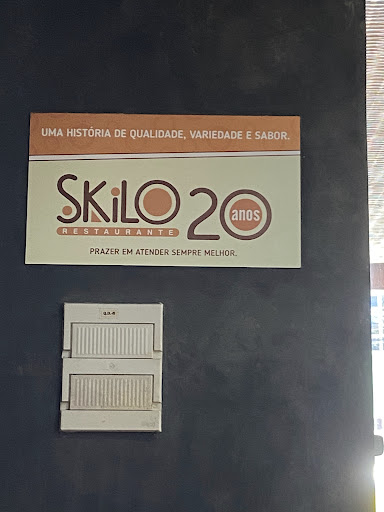 UMA HISTÓRIA DE QUALIDADE, VARIEDADE E SABOR.
SKiLO 20 anos
RESTAURANTE
PRAZER EM ATENDER SEMPRE MELHOR.